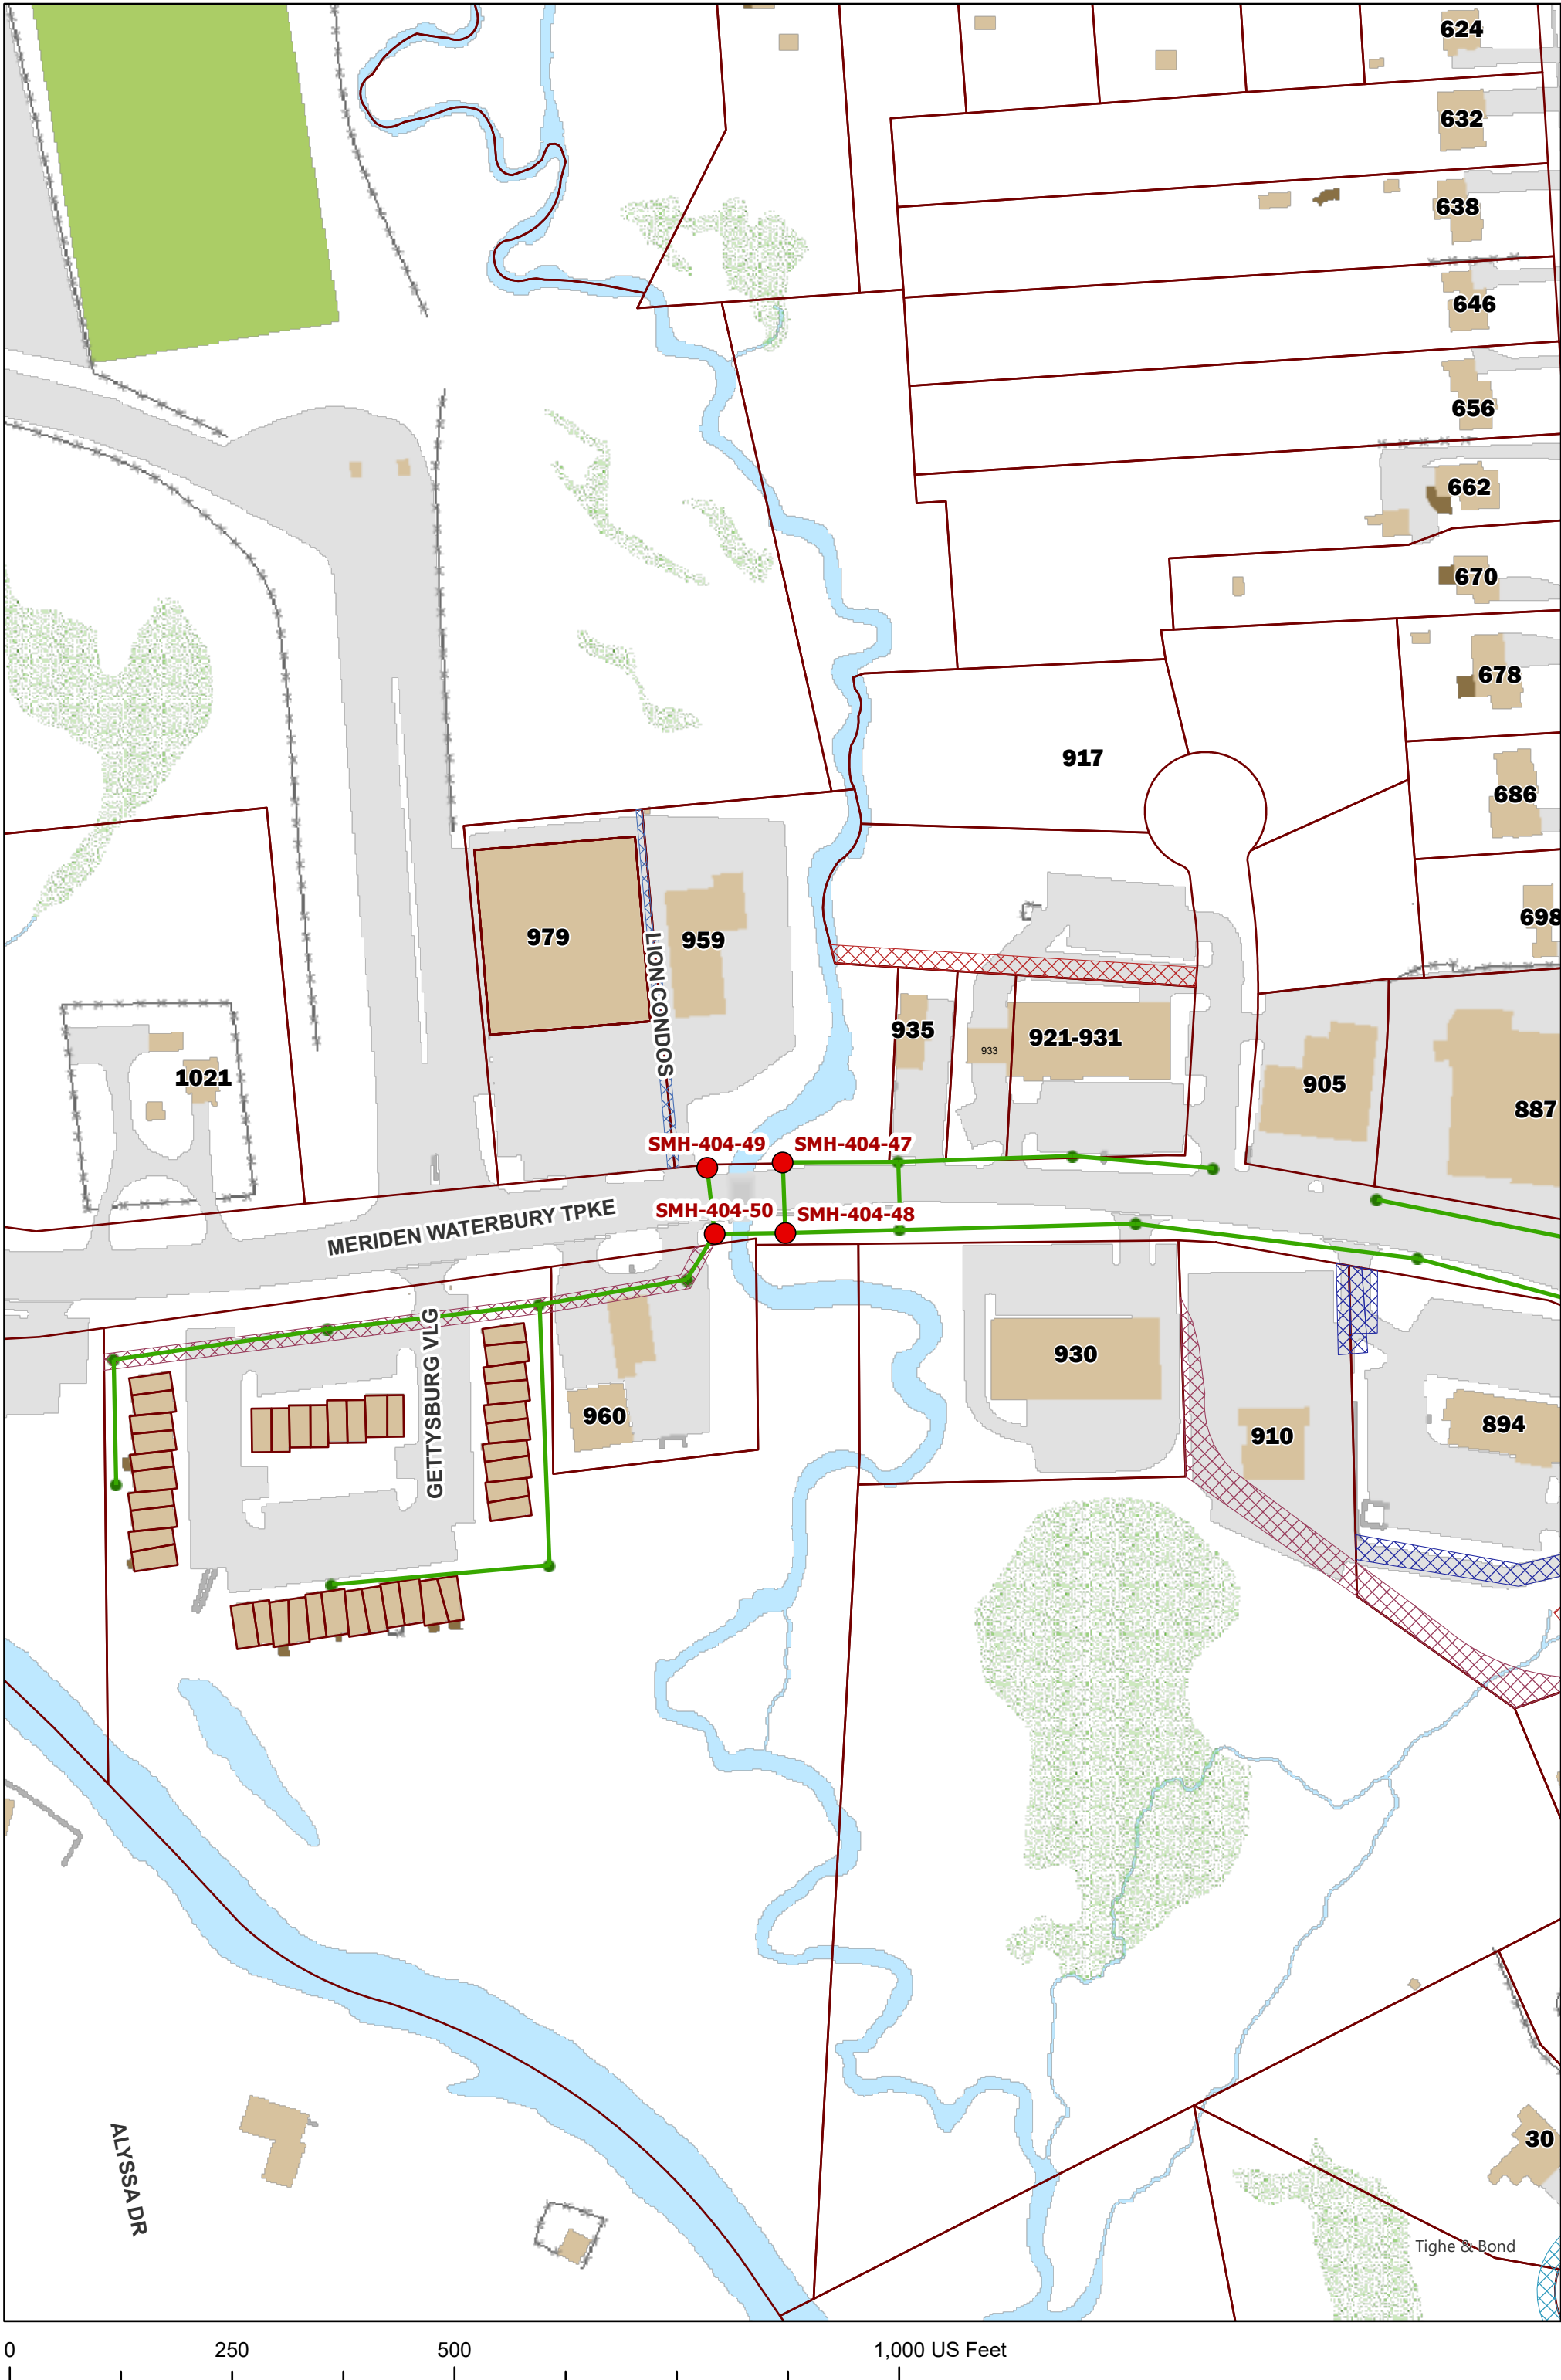 624
632
638
646
656
662
670
678
917
686
698
979
959
LION CONDOS
935
933
921-931
1021
905
887
SMH-404-49
SMH-404-47
SMH-404-50
SMH-404-48
MERIDEN WATERBURY TPKE
GETTYSBURG VLG
930
960
910
894
ALYSSA DR
30
Tighe & Bond
0
250
500
1,000 US Feet